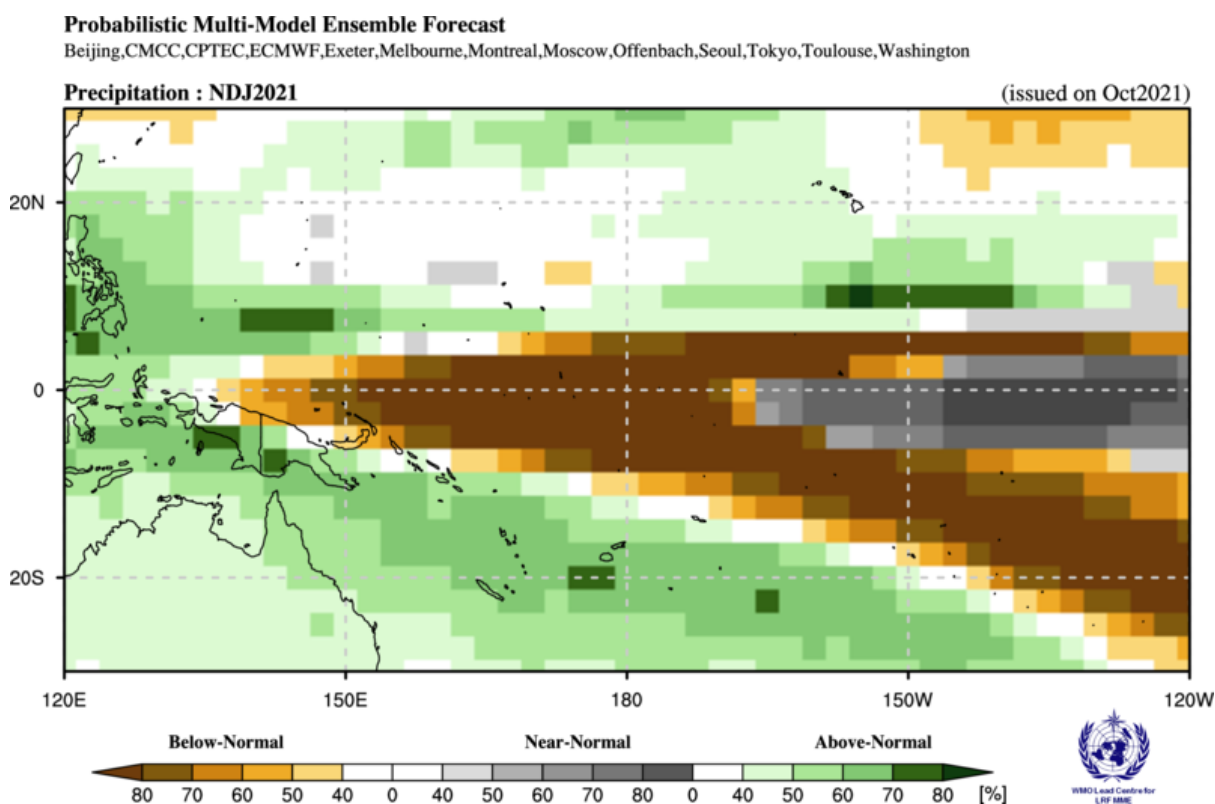 Probabilistic Multi-Model Ensemble Forecast
Beijing,CMCC,CPTEC,ECMWF,Exeter,Melbourne,Montreal,Moscow,Offenbach,Seoul,Tokyo,Toulouse,Washington
Precipitation : NDJ2021 (issued on Oct2021)
20N
0
20S
120E 150E 180 150W 120W
Below-Normal Near-Normal Above-Normal
80 70 60 50 40 0 40 50 60 70 80 0 40 50 60 70 80 [%]
WMO Lead Centre for
LRF MME